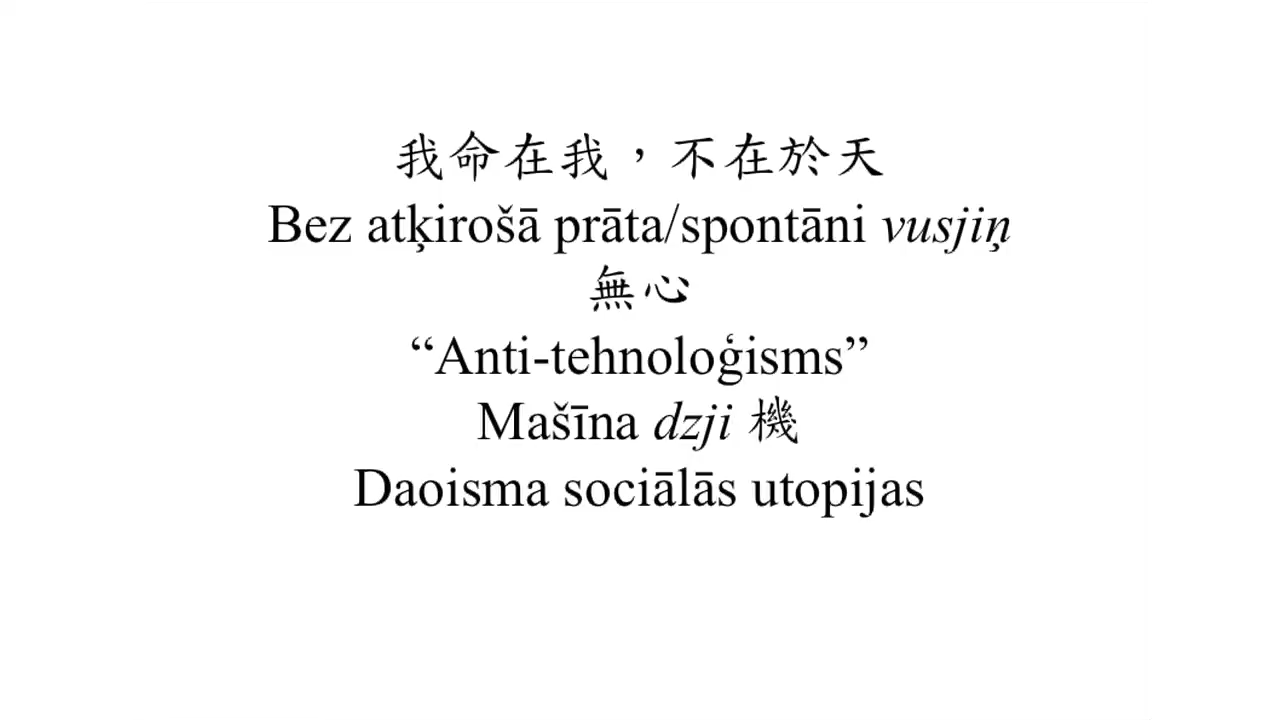 我命在我，不在於天
Bez atķirošā prāta/spontāni vusjiņ
無心
“Anti-tehnoloģisms”
Mašīna dzji 機
Daoisma sociālās utopijas